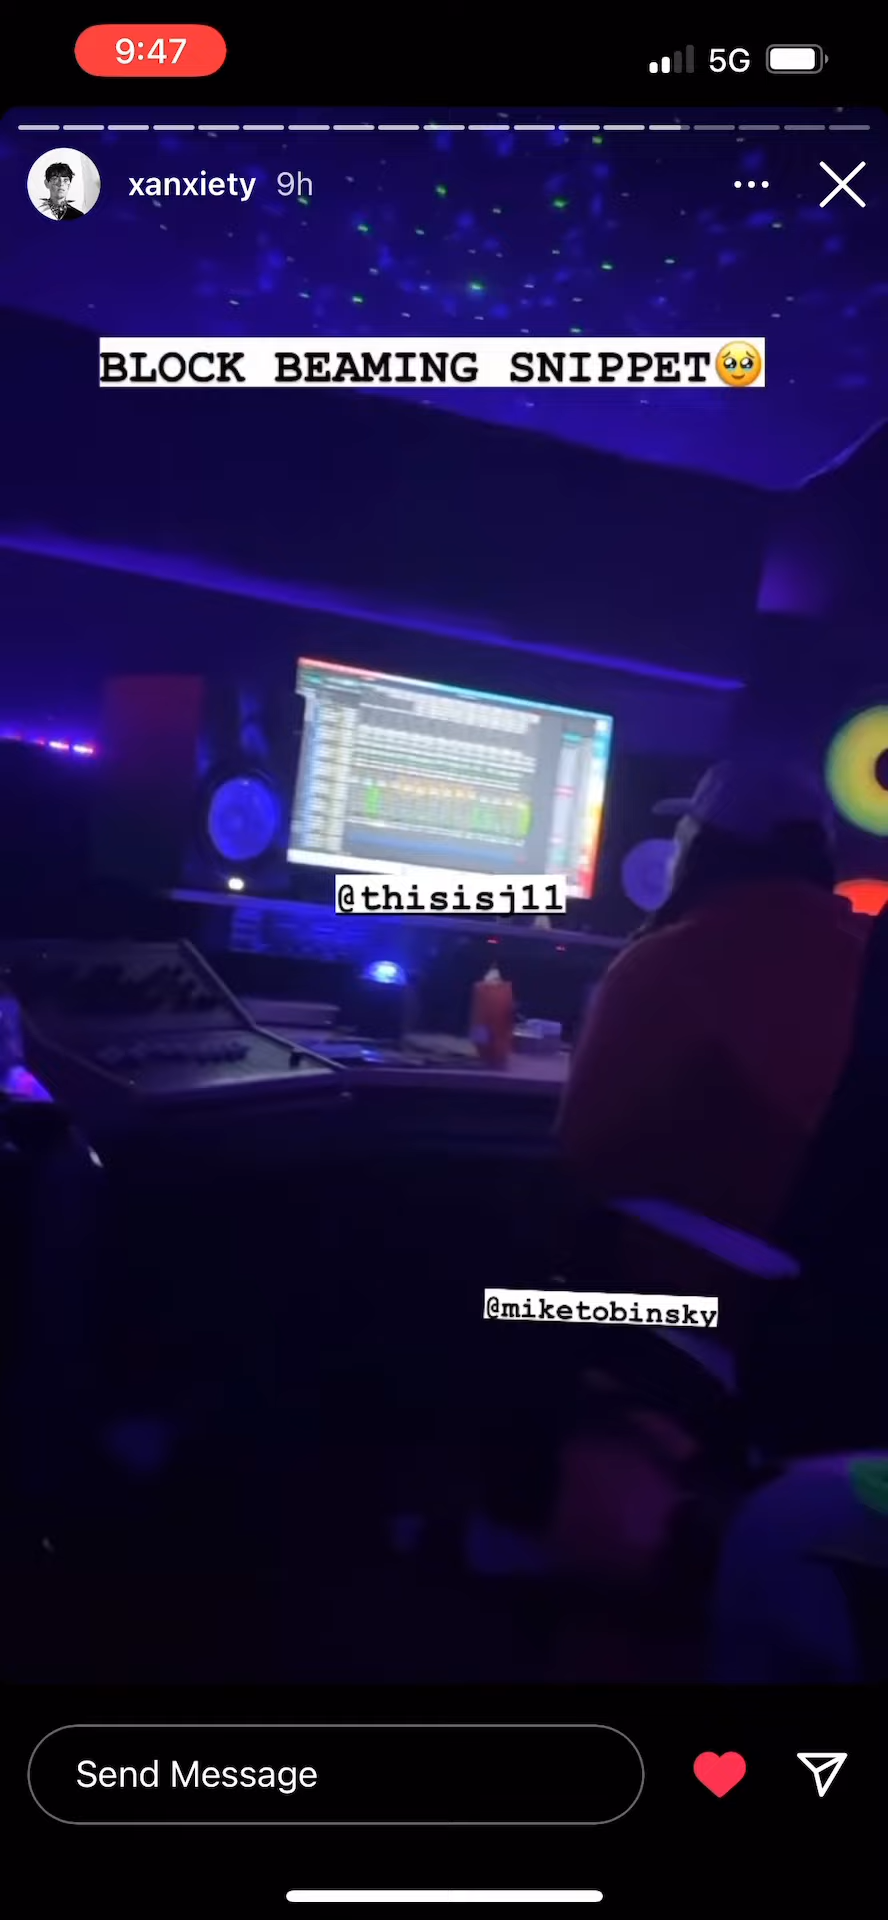 9:47
5G
xanxiety 9h
BLOCK BEAMING SNIPPET🥹
@thisisj11
@miketobinsky
Send Message